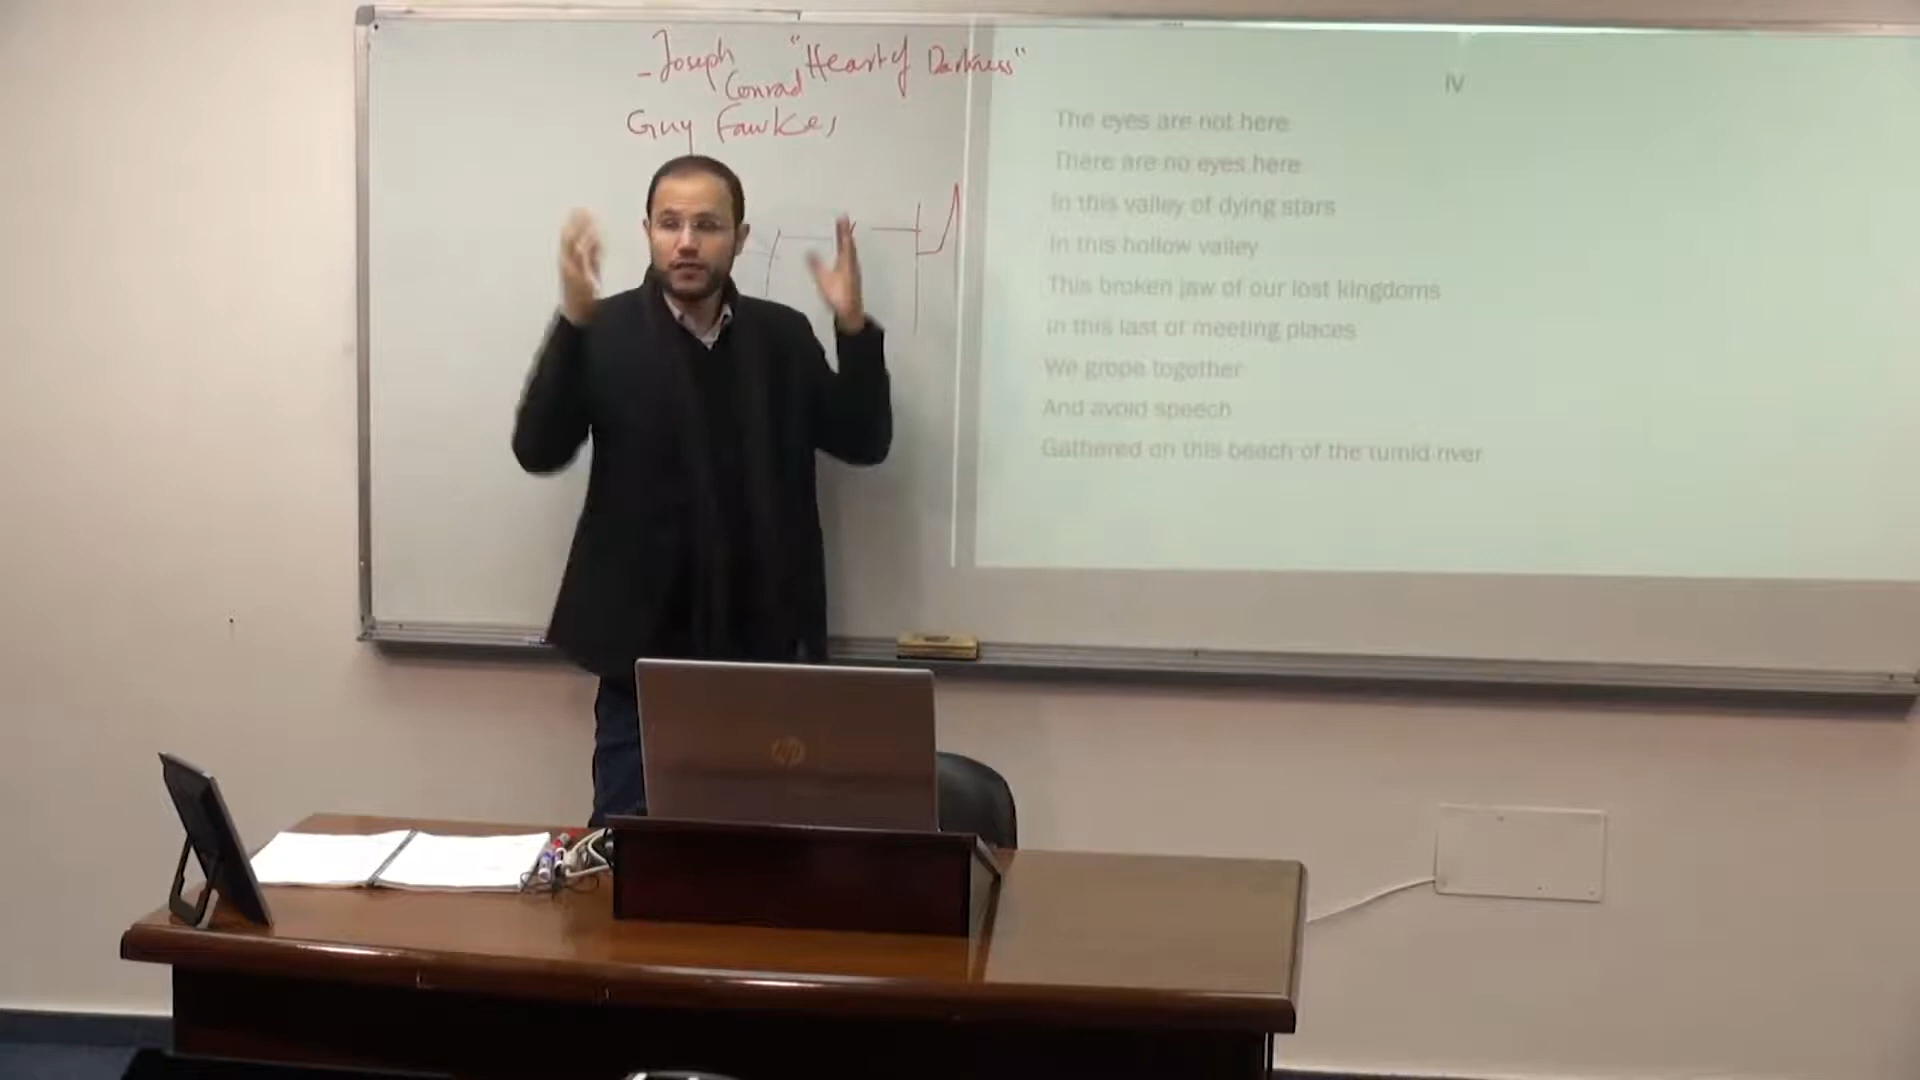 - Joseph Conrad "Heart of Darkness"
Guy Fawkes
IV
The eyes are not here
There are no eyes here
In this valley of dying stars
In this hollow valley
This broken jaw of our lost kingdoms
In this last of meeting places
We grope together
And avoid speech
Gathered on this beach of the tumid river
hp